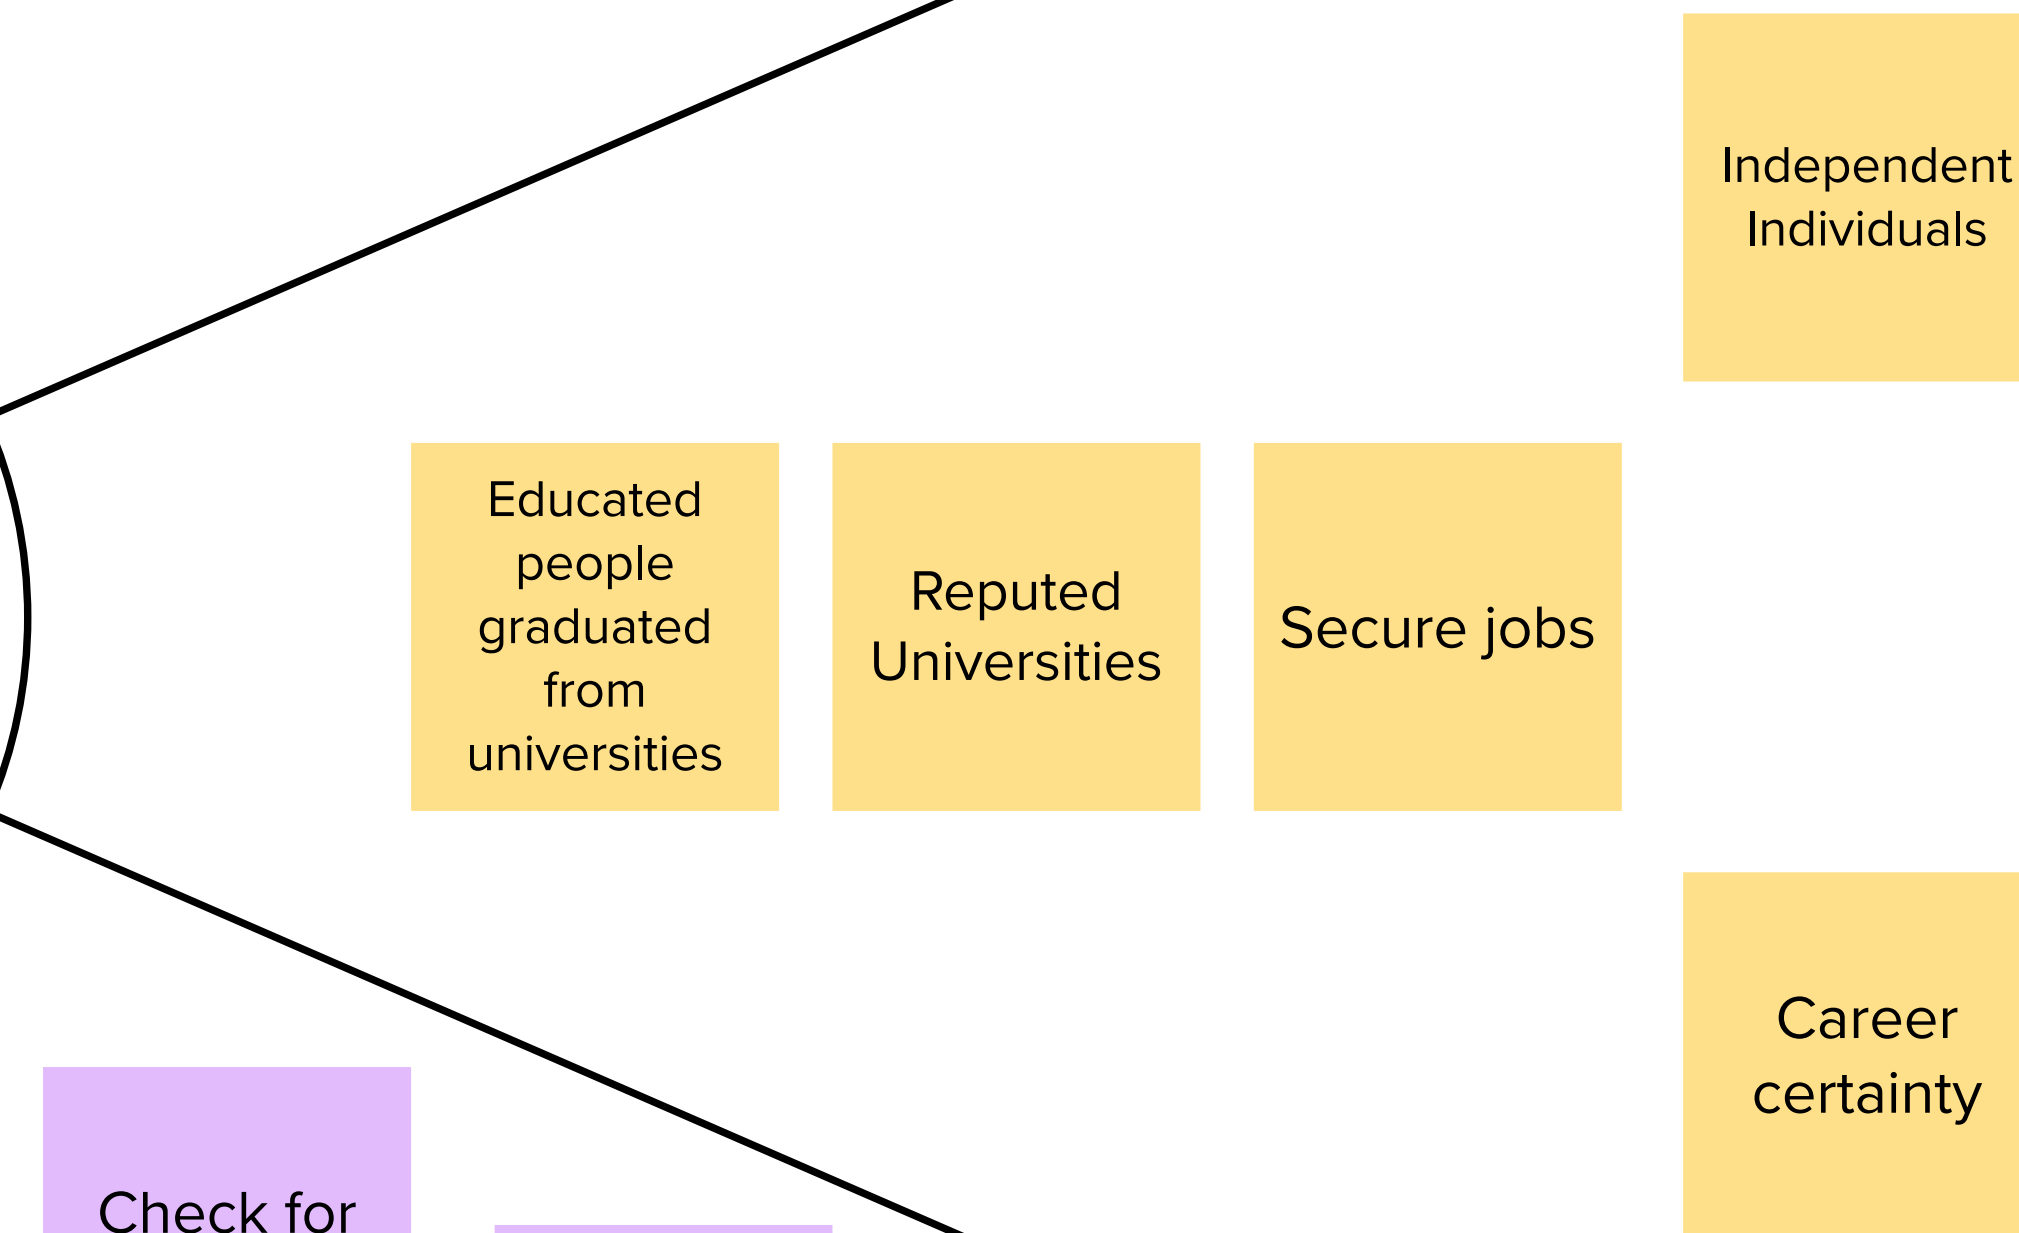 Independent
Individuals
Educated
people
graduated
from
universities
Reputed
Universities
Secure jobs
Career
certainty
Check for